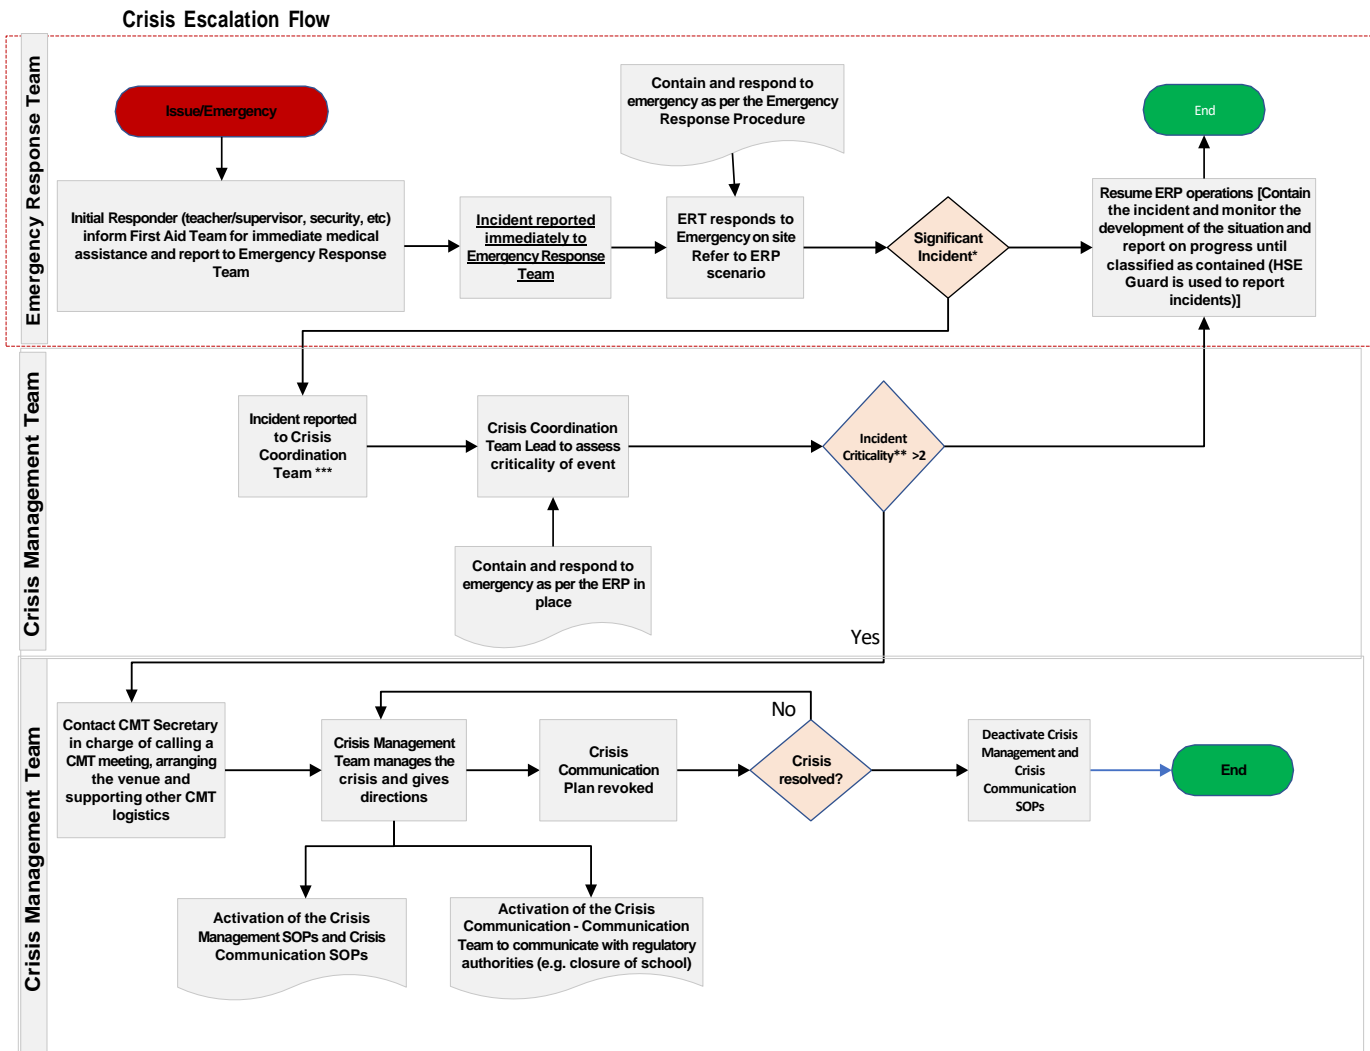 Crisis Escalation Flow
Emergency Response Team
Issue/Emergency
Contain and respond to
emergency as per the Emergency
Response Procedure
End
Initial Responder (teacher/supervisor, security, etc)
inform First Aid Team for immediate medical
assistance and report to Emergency Response
Team
Incident reported
immediately to
Emergency Response
Team
ERT responds to
Emergency on site
Refer to ERP
scenario
Significant
Incident*
Resume ERP operations [Contain
the incident and monitor the
development of the situation and
report on progress until
classified as contained (HSE
Guard is used to report
incidents)]
Crisis Management Team
Incident reported
to Crisis
Coordination
Team ***
Crisis Coordination
Team Lead to assess
criticality of event
Incident
Criticality** >2
Contain and respond to
emergency as per the ERP in
place
Yes
Crisis Management Team
Contact CMT Secretary
in charge of calling a
CMT meeting, arranging
the venue and
supporting other CMT
logistics
Crisis Management
Team manages the
crisis and gives
directions
Crisis
Communication
Plan revoked
No
Crisis
resolved?
Deactivate Crisis
Management and
Crisis
Communication
SOPs
End
Activation of the Crisis
Management SOPs and Crisis
Communication SOPs
Activation of the Crisis
Communication - Communication
Team to communicate with regulatory
authorities (e.g. closure of school)